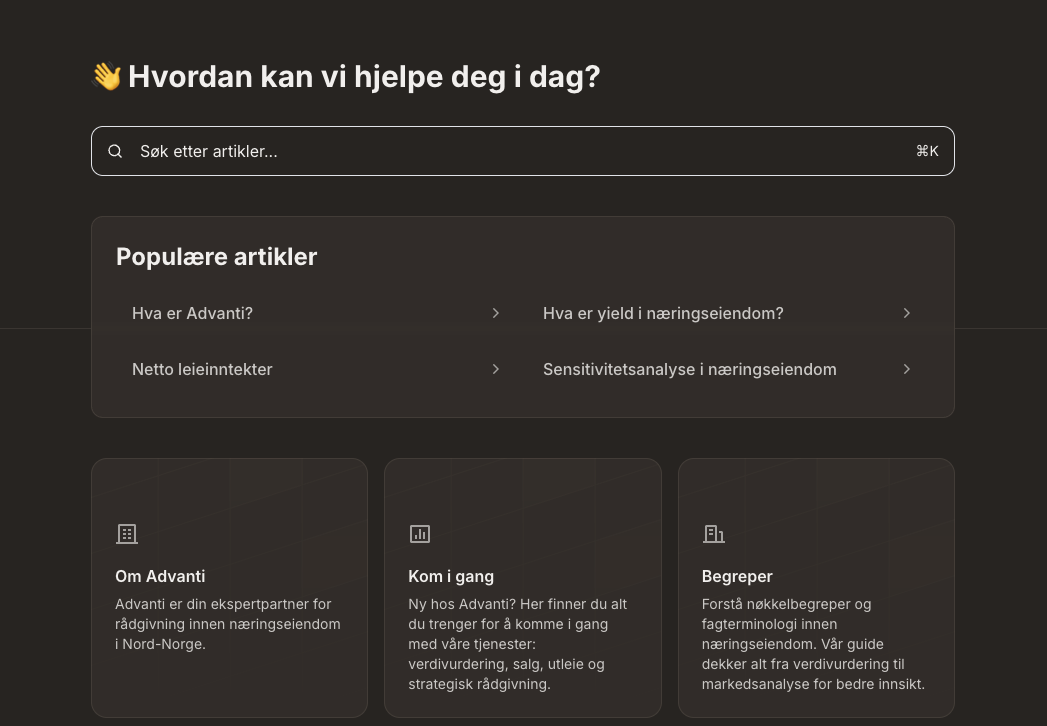 👋 Hvordan kan vi hjelpe deg i dag?
Søk etter artikler...
⌘K
Populære artikler
Hva er Advanti?
Hva er yield i næringseiendom?
Netto leieinntekter
Sensitivitetsanalyse i næringseiendom
Om Advanti
Advanti er din ekspertpartner for
rådgivning innen næringseiendom
i Nord-Norge.
Kom i gang
Ny hos Advanti? Her finner du alt
du trenger for å komme i gang
med våre tjenester:
verdivurdering, salg, utleie og
strategisk rådgivning.
Begreper
Forstå nøkkelbegreper og
fagterminologi innen
næringseiendom. Vår guide
dekker alt fra verdivurdering til
markedsanalyse for bedre innsikt.